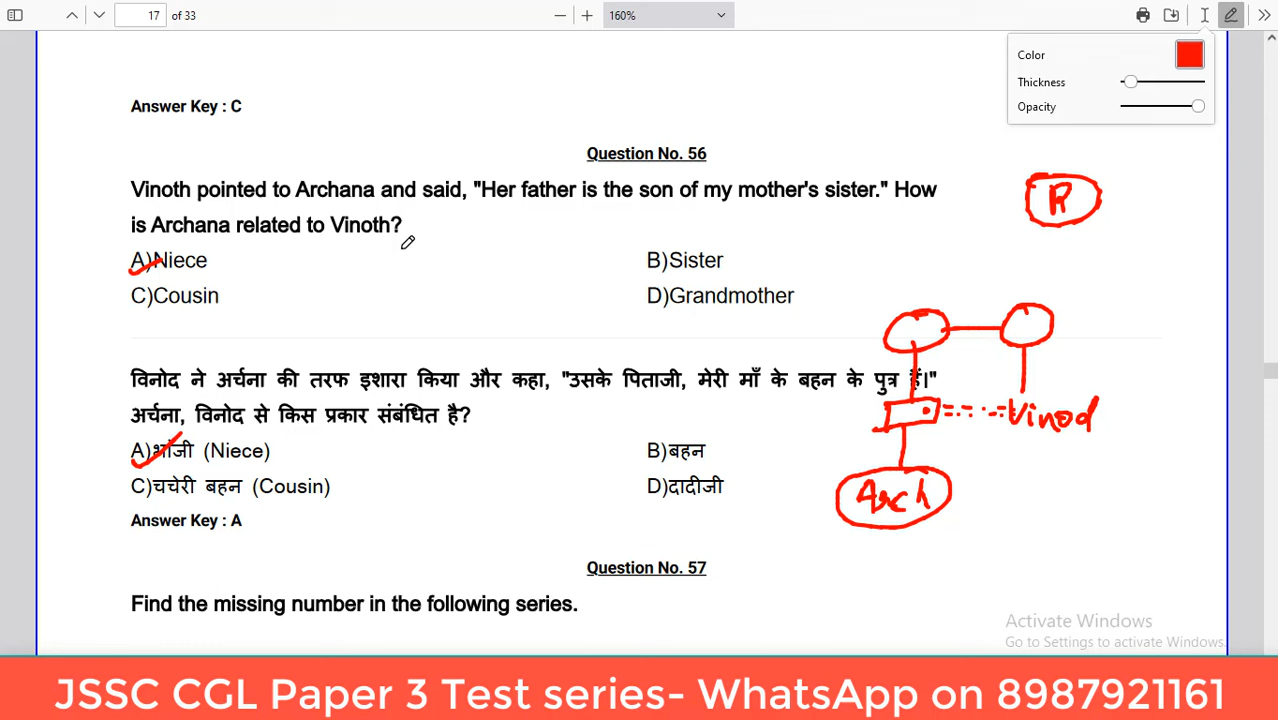 17 of 33
160%
Color
Thickness
Opacity
Answer Key : C
Question No. 56
Vinoth pointed to Archana and said, "Her father is the son of my mother's sister." How
is Archana related to Vinoth?
R
A)Niece B)Sister
C)Cousin D)Grandmother
विनोद ने अर्चना की तरफ इशारा किया और कहा, "उसके पिताजी, मेरी माँ के बहन के पुत्र हैं।"
अर्चना, विनोद से किस प्रकार संबंधित है?
Vinod
A)भांजी (Niece) B)बहन
C)चचेरी बहन (Cousin) D)दादीजी
Arch
Answer Key : A
Question No. 57
Find the missing number in the following series.
Activate Windows
Go to Settings to activate Windows.
JSSC CGL Paper 3 Test series- WhatsApp on 8987921161